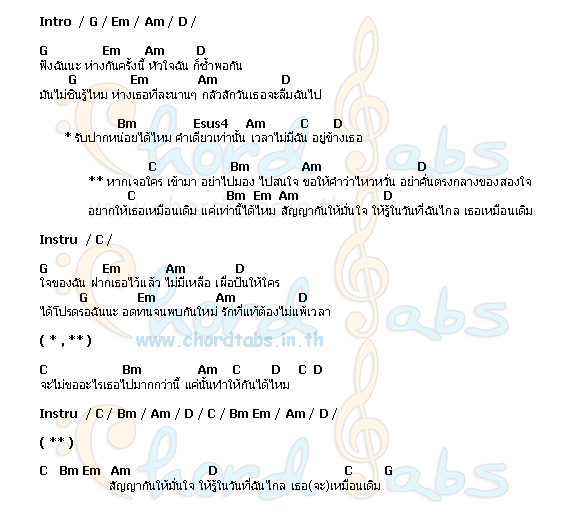 Intro / G / Em / Am / D /
G Em Am D
ฟังฉันนะ ห่างกันครั้งนี้ หัวใจฉัน ก็ช้ำพอกัน
G Em Am D
มันไม่ชินรู้ไหม ห่างเธอทีละนานๆ กลัวสักวันเธอจะลืมฉันไป
Bm Esus4 Am C D
* รับปากหน่อยได้ไหม คำเดียวเท่านั้น เวลาไม่มีฉัน อยู่ข้างเธอ
C Bm Am D
** หากเจอใคร เข้ามา อย่าไปมอง ไปสนใจ ขอให้คำว่าไหวหวั่น อย่าคั่นตรงกลางของสองใจ
C Bm Em Am D
อยากให้เธอเหมือนเดิม แค่เท่านี้ได้ไหม สัญญากันให้มั่นใจ ให้รู้ในวันที่ฉันไกล เธอเหมือนเดิม
Instru / C /
G Em Am D
ใจของฉัน ฝากเธอไว้แล้ว ไม่มีเหลือ เผื่อปันให้ใคร
G Em Am D
ได้โปรดรอฉันนะ อดทนจนพบกันใหม่ รักที่แท้ต้องไม่แพ้เวลา
( * , ** )
www.chordtabs.in.th
C Bm Am C D C D
จะไม่ขออะไรเธอไปมากกว่านี้ แค่นั้นทำให้กันได้ไหม
Instru / C / Bm / Am / D / C / Bm Em / Am / D /
( ** )
C Bm Em Am D C G
สัญญากันให้มั่นใจ ให้รู้ในวันที่ฉันไกล เธอ(จะ)เหมือนเดิม
Chord Tabs
Chord Tabs
Chord Tabs